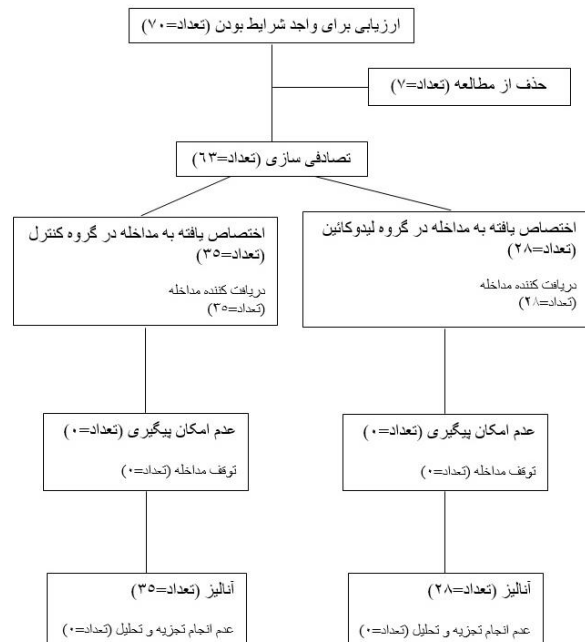 ارزیابی برای واجد شرایط بودن (تعداد=۷۰)
حذف از مطالعه (تعداد=۷)
تصادفی سازی (تعداد=۶۳)
اختصاص یافته به مداخله در گروه لیدوکائین
(تعداد=۲۸)
دریافت کننده مداخله
(تعداد=۲۸)
اختصاص یافته به مداخله در گروه کنترل
(تعداد=۳۵)
دریافت کننده مداخله
(تعداد=۳۵)
عدم امکان پیگیری (تعداد=۰)
توقف مداخله (تعداد=۰)
عدم امکان پیگیری (تعداد=۰)
توقف مداخله (تعداد=۰)
آنالیز (تعداد=۲۸)
عدم انجام تجزیه و تحلیل (تعداد=۰)
آنالیز (تعداد=۳۵)
عدم انجام تجزیه و تحلیل (تعداد=۰)